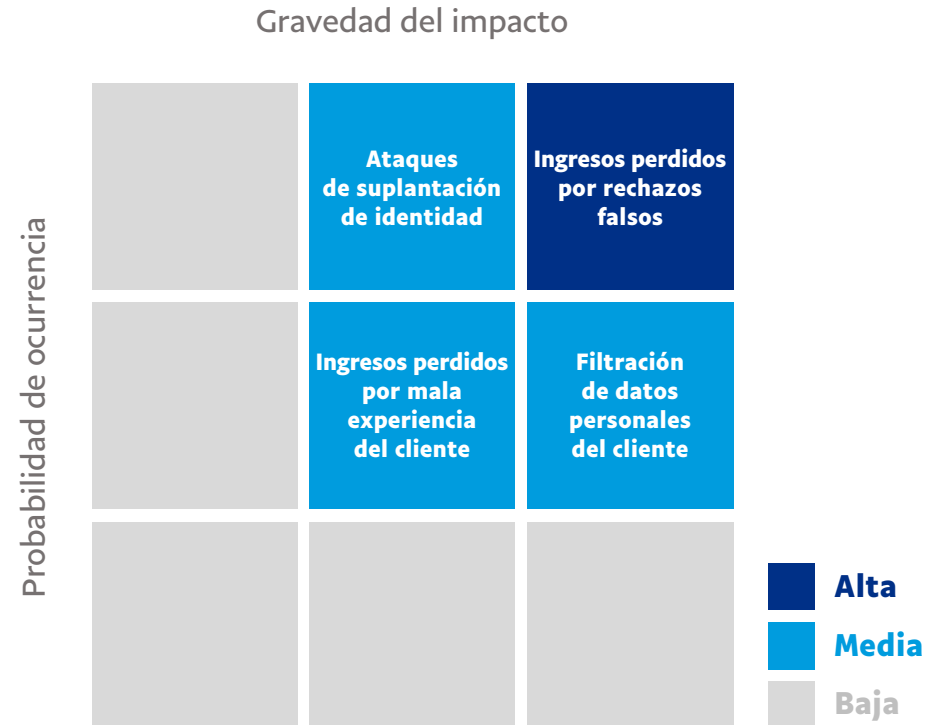 Gravedad del impacto
Probabilidad de ocurrencia
Ataques
de suplantación
de identidad
Ingresos perdidos
por rechazos
falsos
Ingresos perdidos
por mala
experiencia
del cliente
Filtración
de datos
personales
del cliente
Alta
Media
Baja